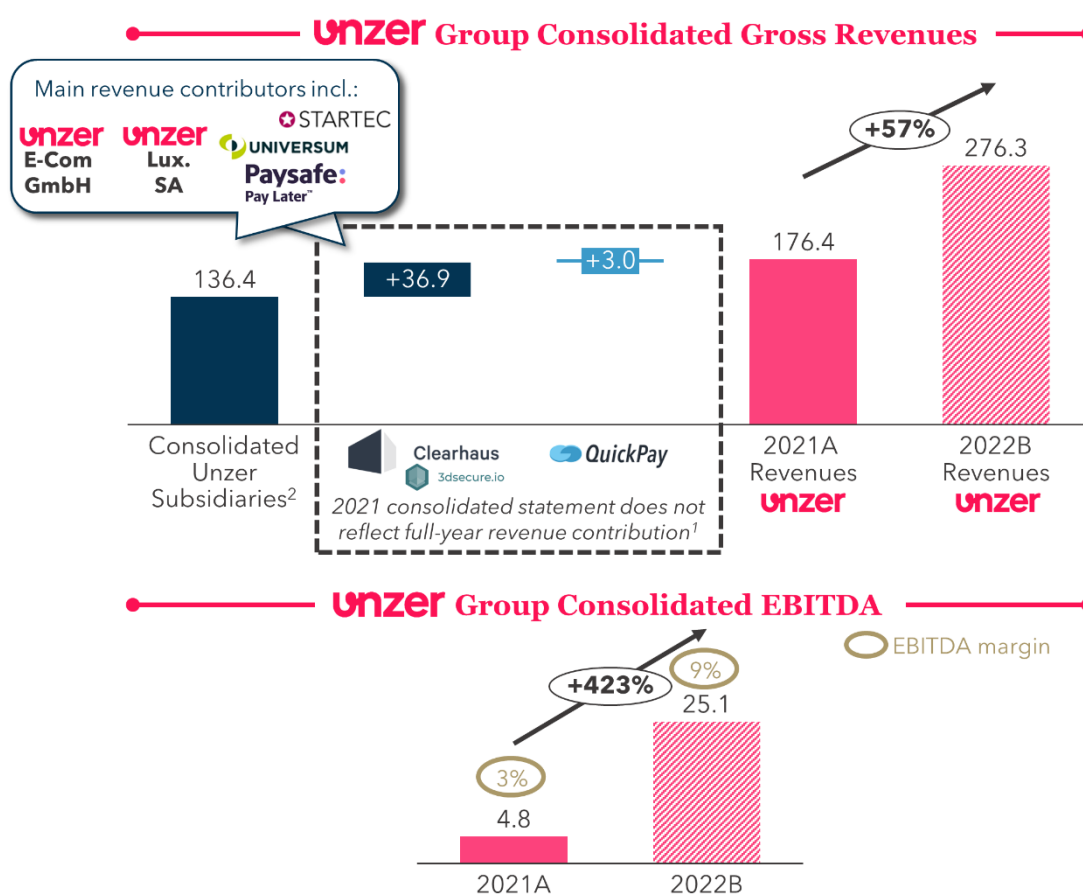 unzer Group Consolidated Gross Revenues
Main revenue contributors incl.:
unzer
E-Com
GmbH
unzer
Lux.
SA
STARTEC
UNIVERSUM
Paysafe:
Pay Later™
136.4
+36.9
+3.0
176.4
+57%
276.3
Consolidated
Unzer
Subsidiaries²
Clearhaus
3dsecure.io
QuickPay
2021 consolidated statement does not
reflect full-year revenue contribution¹
2021A
Revenues
unzer
2022B
Revenues
unzer
unzer Group Consolidated EBITDA
EBITDA margin
+423%
3%
4.8
9%
25.1
2021A
2022B